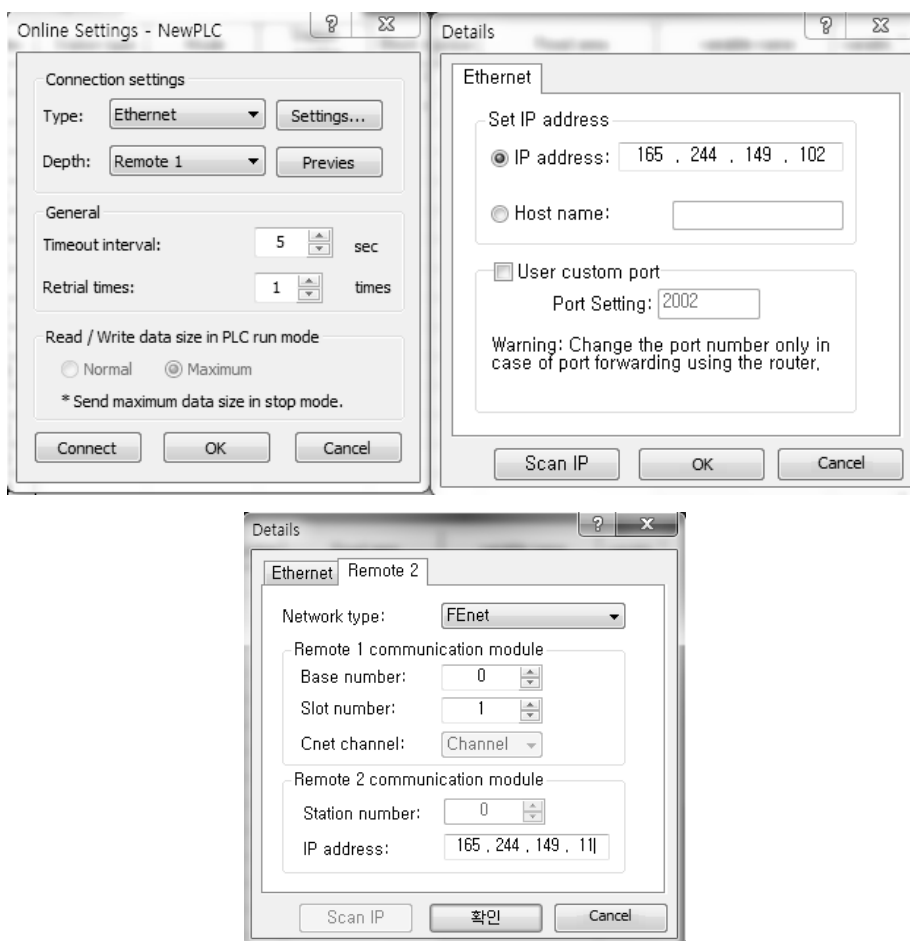 Online Settings - NewPLC
Connection settings
Type: Ethernet Settings...
Depth: Remote 1 Previes
General
Timeout interval: 5 sec
Retrial times: 1 times
Read / Write data size in PLC run mode
Normal Maximum
* Send maximum data size in stop mode.
Connect OK Cancel
Details
Ethernet
Set IP address
IP address: 165 . 244 . 149 . 102
Host name:
User custom port
Port Setting: 2002
Warning: Change the port number only in
case of port forwarding using the router,
Scan IP OK Cancel
Details
Ethernet Remote 2
Network type: FEnet
Remote 1 communication module
Base number: 0
Slot number: 1
Cnet channel: Channel
Remote 2 communication module
Station number: 0
IP address: 165 . 244 . 149 . 11
Scan IP 확인 Cancel